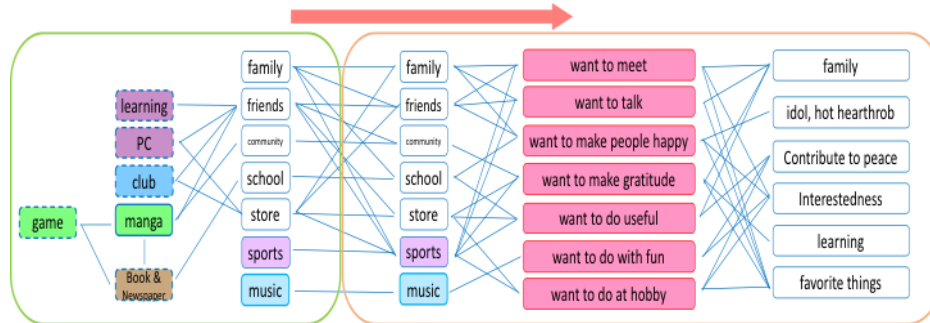 game
learning
PC
club
manga
Book &
Newspaper
family
friends
community
school
store
sports
music
family
friends
community
school
store
sports
music
want to meet
want to talk
want to make people happy
want to make gratitude
want to do useful
want to do with fun
want to do at hobby
family
idol, hot hearthrob
Contribute to peace
Interestedness
learning
favorite things